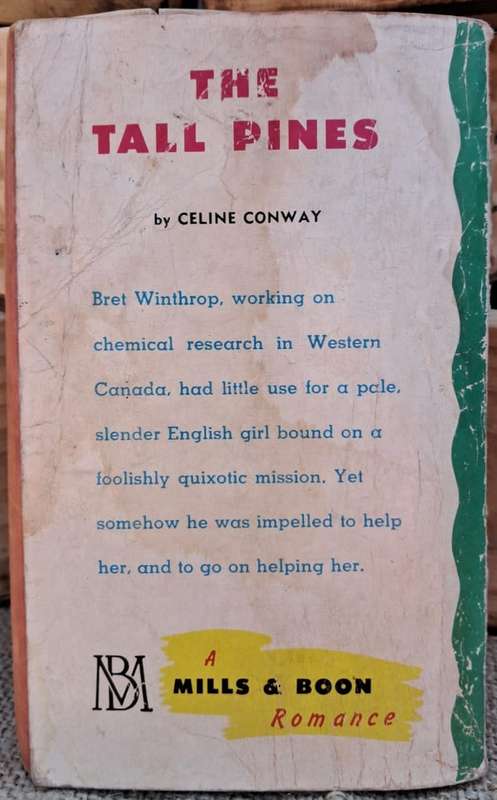 THE
TALL PINES
by CELINE CONWAY
Bret Winthrop, working on
chemical research in Western
Canada, had little use for a pale,
slender English girl bound on a
foolishly quixotic mission. Yet
somehow he was impelled to help
her, and to go on helping her.
MB
A
MILLS & BOON
Romance